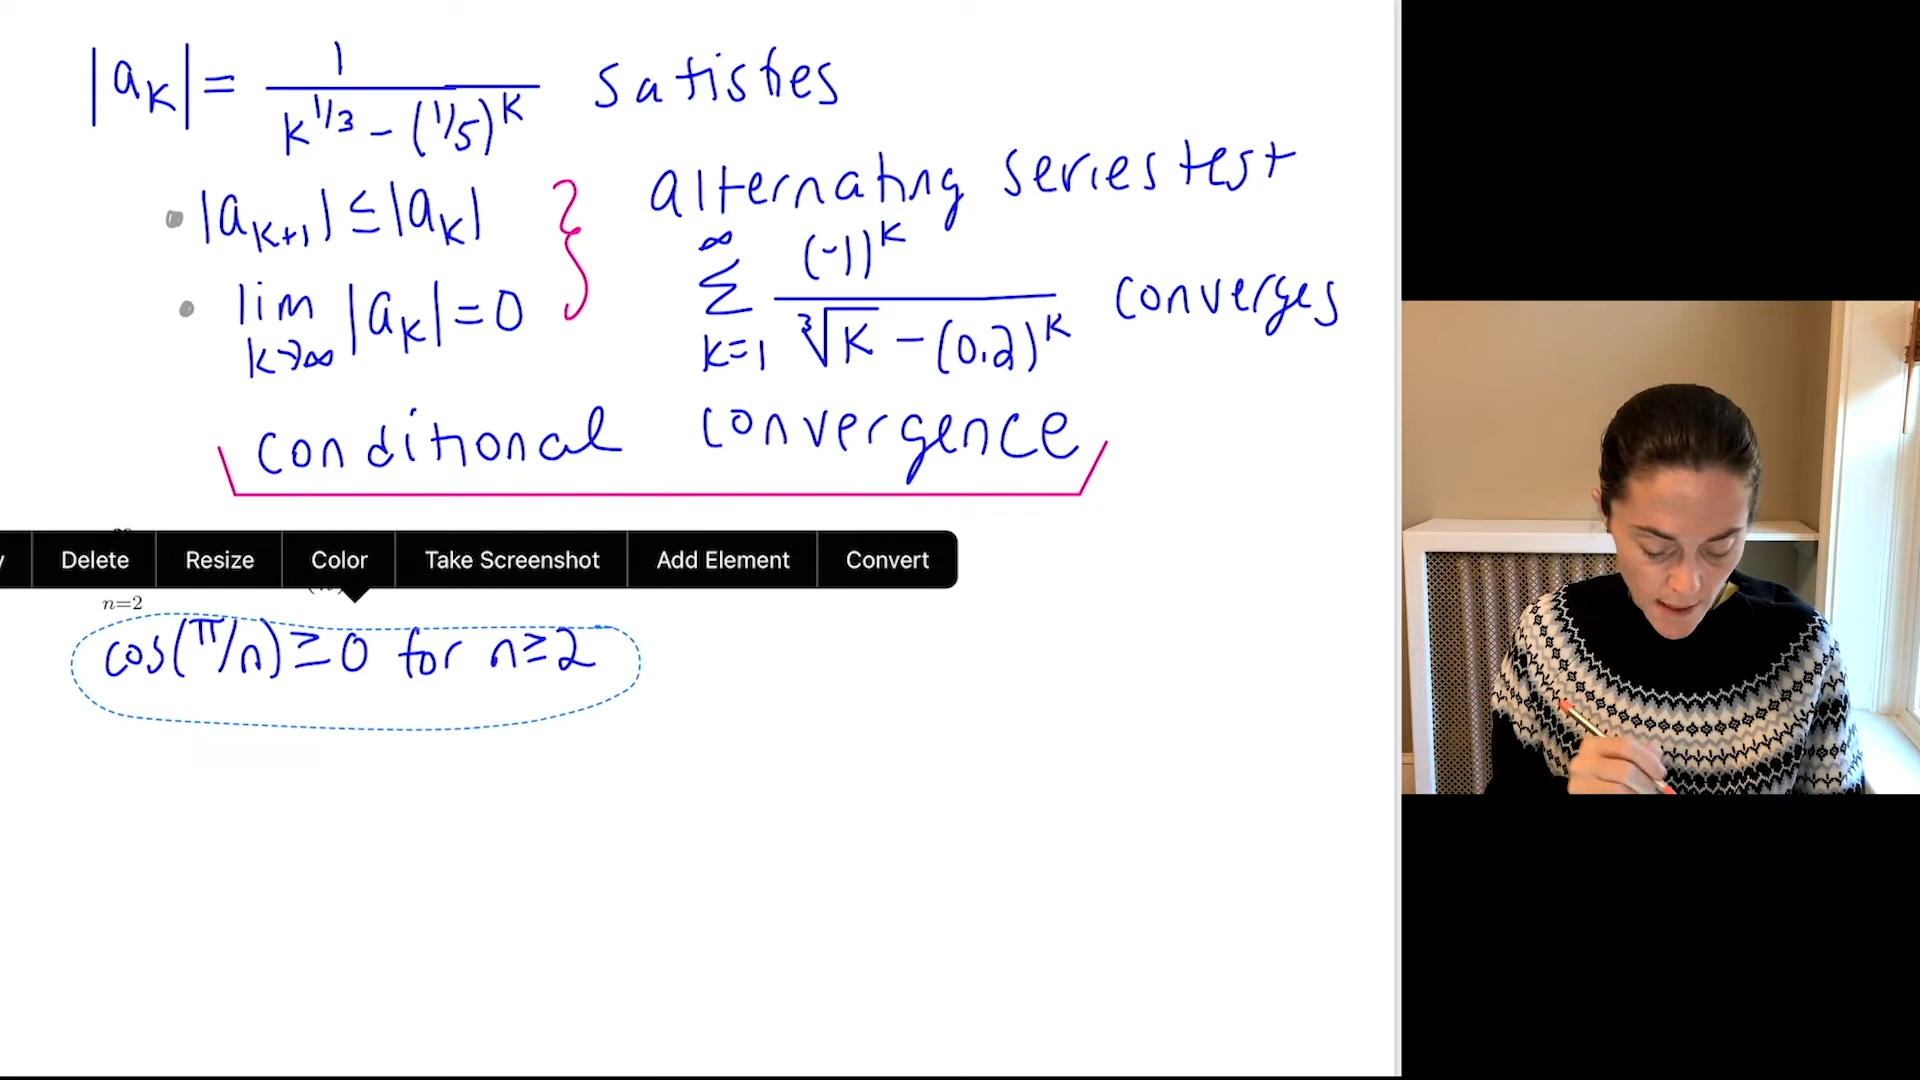 |a_K| = 1 / (K^{1/3} - (1/5)^K) satisfies
• |a_{K+1}| ≤ |a_K| alternating series test
• lim_{K→∞} |a_K| = 0 ∑_{K=1}^{∞} (-1)^K / (∛K - (0.2)^K) converges
conditional convergence
Delete Resize Color Take Screenshot Add Element Convert
n=2
cos(π/n) ≥ 0 for n ≥ 2